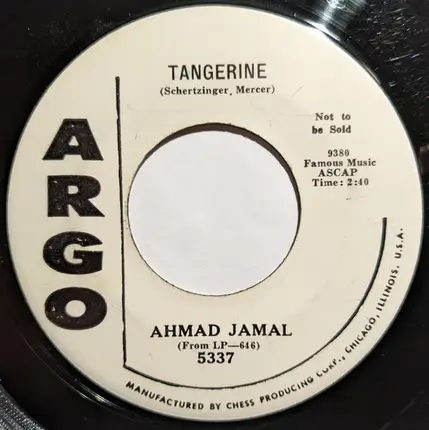 TANGERINE
(Schertzinger, Mercer)
Not to
be Sold
9380
Famous Music
ASCAP
Time: 2:40
ARGO
AHMAD JAMAL
(From LP—646)
5337
MANUFACTURED BY CHESS PRODUCING CORP., CHICAGO, ILLINOIS, U.S.A.